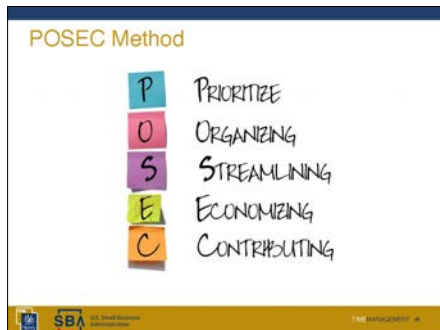 POSEC Method
P PRIORITIZE
O ORGANIZING
S STREAMLINING
E ECONOMIZING
C CONTRIBUTING
SBA U.S. Small Business
Administration
TIME MANAGEMENT